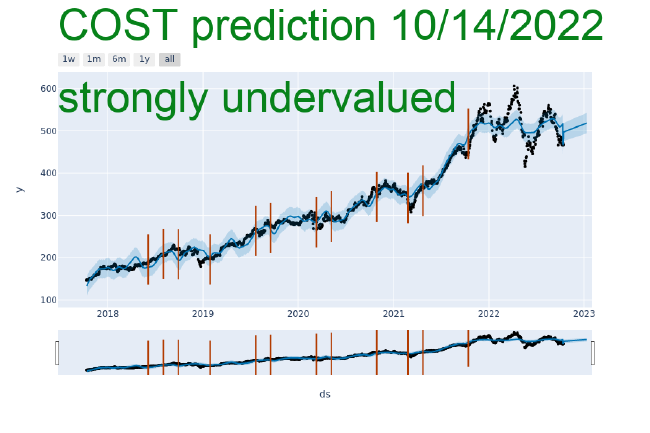 COST prediction 10/14/2022
1w 1m 6m 1y all
strongly undervalued
600
500
400
300
200
100
y
2018 2019 2020 2021 2022 2023
ds